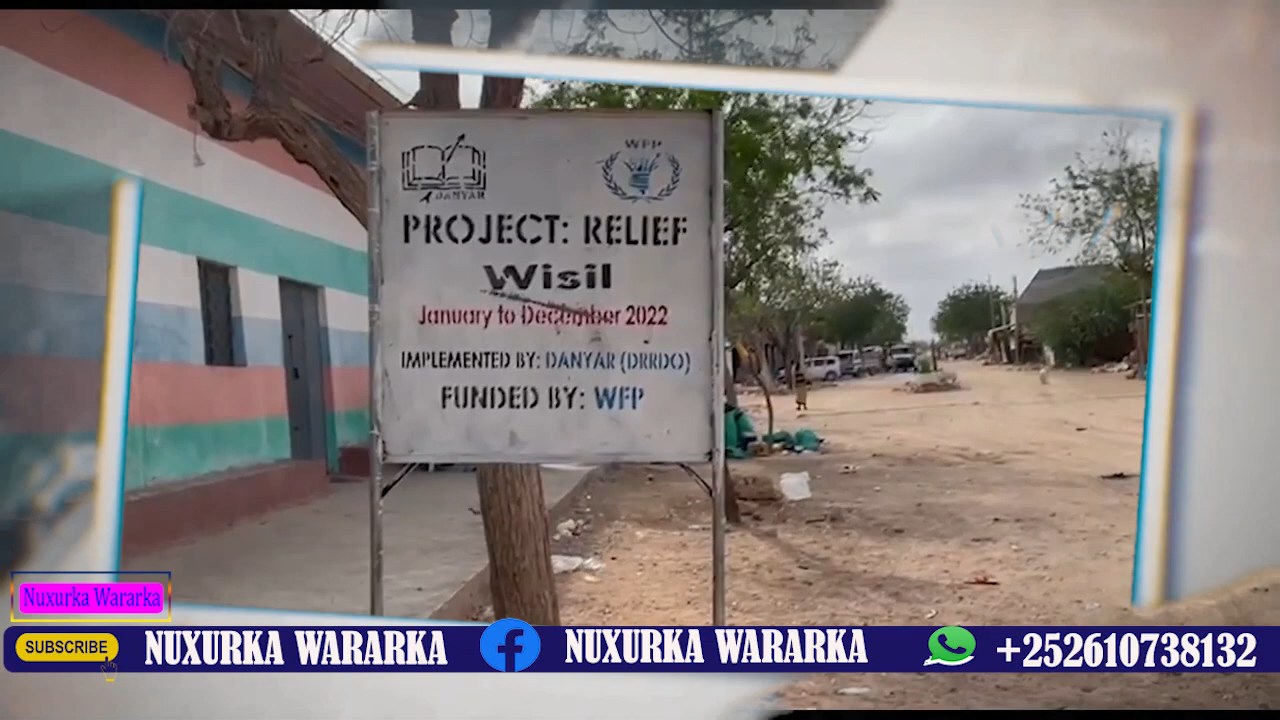 WFP
DANYAR
PROJECT: RELIEF
Wisil
January to December 2022
IMPLEMENTED BY: DANYAR (DRRDO)
FUNDED BY: WFP
Nuxurka Wararka
SUBSCRIBE
NUXURKA WARARKA
NUXURKA WARARKA
+252610738132